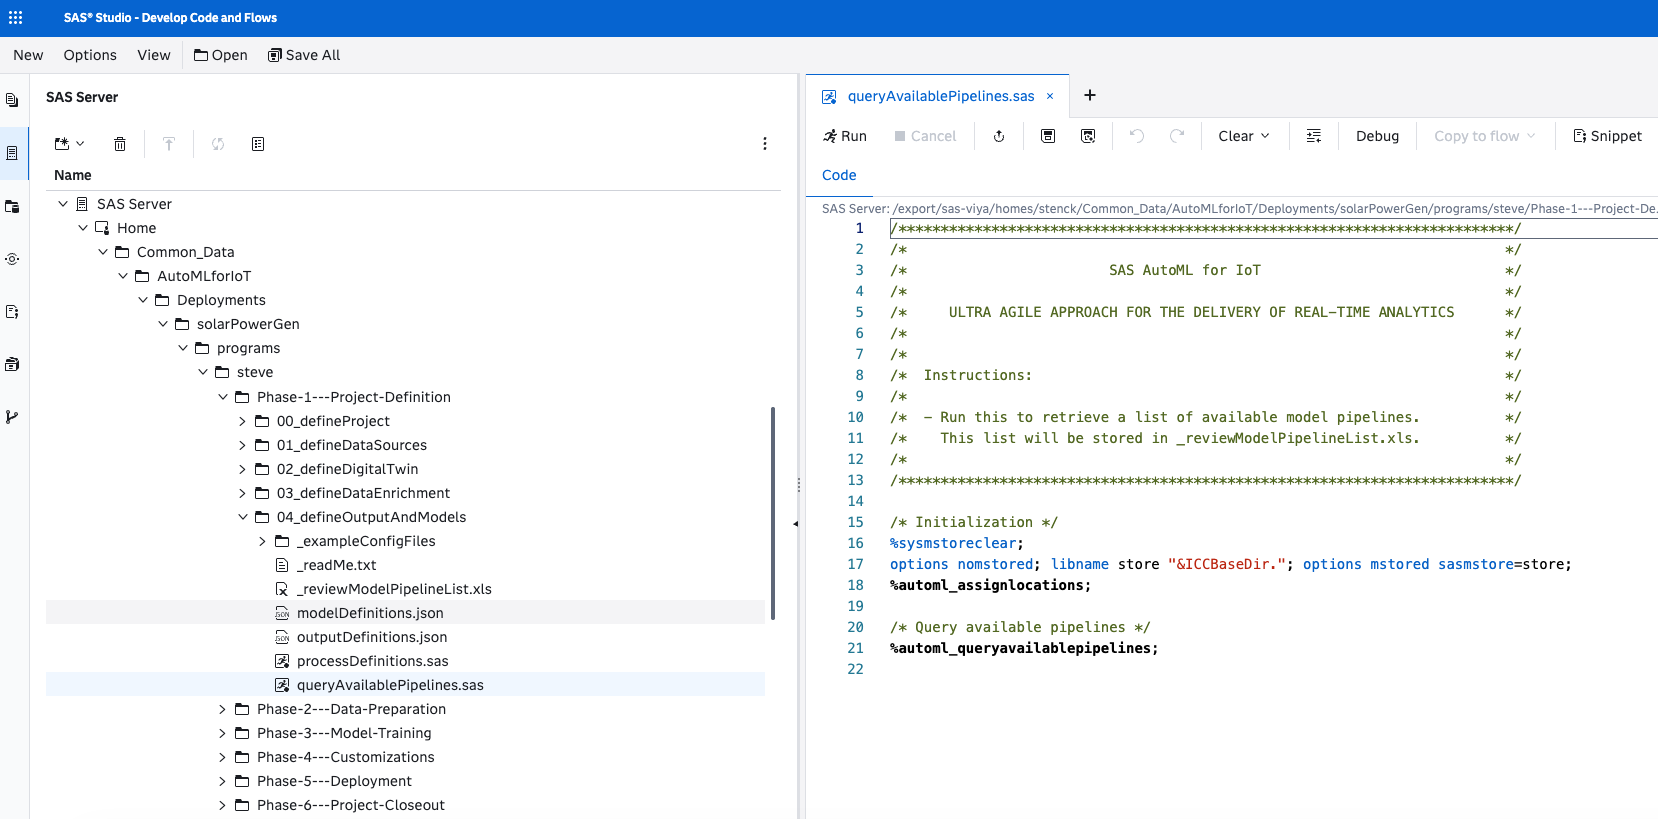 SAS® Studio - Develop Code and Flows
New Options View Open Save All
SAS Server
Name
SAS Server
Home
Common_Data
AutoMLforIoT
Deployments
solarPowerGen
programs
steve
Phase-1---Project-Definition
00_defineProject
01_defineDataSources
02_defineDigitalTwin
03_defineDataEnrichment
04_defineOutputAndModels
_exampleConfigFiles
_readMe.txt
_reviewModelPipelineList.xls
modelDefinitions.json
outputDefinitions.json
processDefinitions.sas
queryAvailablePipelines.sas
Phase-2---Data-Preparation
Phase-3---Model-Training
Phase-4---Customizations
Phase-5---Deployment
Phase-6---Project-Closeout
queryAvailablePipelines.sas × +
Run Cancel Clear Debug Copy to flow Snippet
Code
SAS Server: /export/sas-viya/homes/stenck/Common_Data/AutoMLforIoT/Deployments/solarPowerGen/programs/steve/Phase-1---Project-De.
1 /*************************************************************************/
2 /* */
3 /* SAS AutoML for IoT */
4 /* */
5 /* ULTRA AGILE APPROACH FOR THE DELIVERY OF REAL-TIME ANALYTICS */
6 /* */
7 /* */
8 /* Instructions: */
9 /* */
10 /* - Run this to retrieve a list of available model pipelines. */
11 /* This list will be stored in _reviewModelPipelineList.xls. */
12 /* */
13 /*************************************************************************/
14
15 /* Initialization */
16 %sysmstoreclear;
17 options nomstored; libname store "&ICCBaseDir."; options mstored sasmstore=store;
18 %automl_assignlocations;
19
20 /* Query available pipelines */
21 %automl_queryavailablepipelines;
22